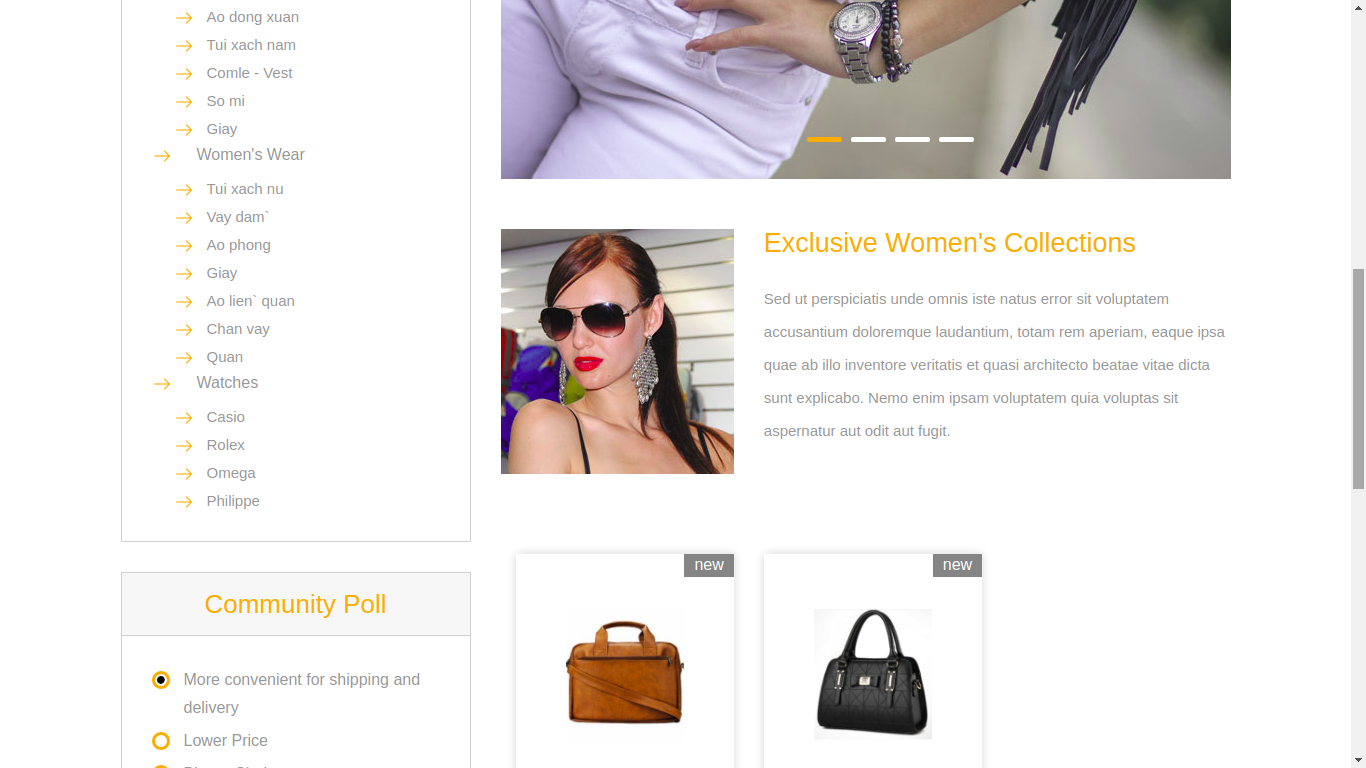 Ao dong xuan
Tui xach nam
Comle - Vest
So mi
Giay
Women's Wear
Tui xach nu
Vay dam`
Ao phong
Giay
Ao lien` quan
Chan vay
Quan
Watches
Casio
Rolex
Omega
Philippe
Community Poll
More convenient for shipping and
delivery
Lower Price
Exclusive Women's Collections
Sed ut perspiciatis unde omnis iste natus error sit voluptatem
accusantium doloremque laudantium, totam rem aperiam, eaque ipsa
quae ab illo inventore veritatis et quasi architecto beatae vitae dicta
sunt explicabo. Nemo enim ipsam voluptatem quia voluptas sit
aspernatur aut odit aut fugit.
new
new